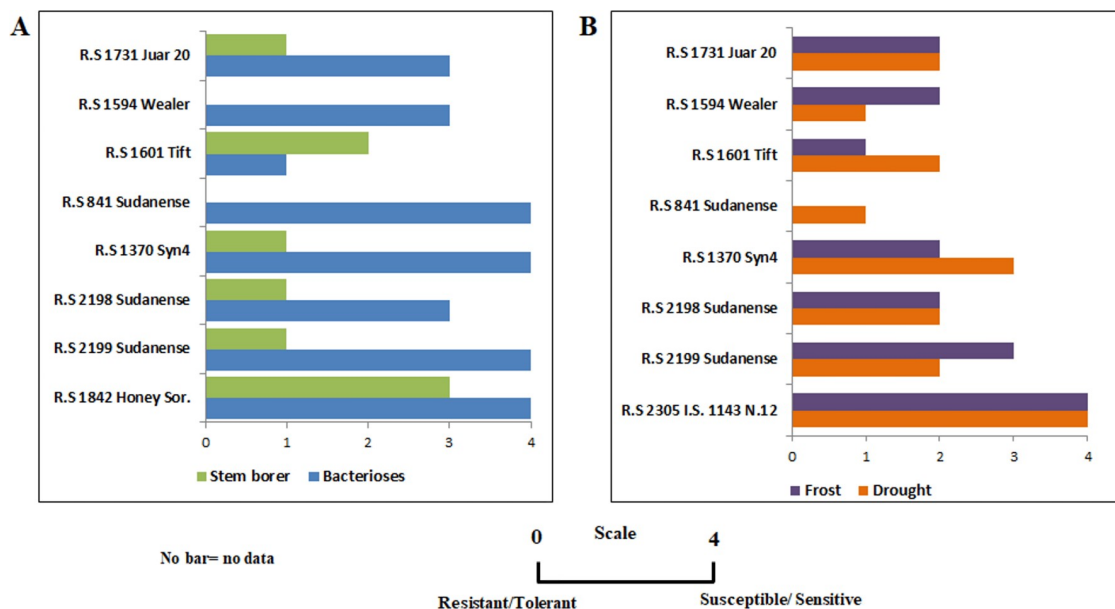 A
R.S 1731 Juar 20
R.S 1594 Wealer
R.S 1601 Tift
R.S 841 Sudanense
R.S 1370 Syn4
R.S 2198 Sudanense
R.S 2199 Sudanense
R.S 1842 Honey Sor.
0 1 2 3 4
Stem borer Bacterioses
B
R.S 1731 Juar 20
R.S 1594 Wealer
R.S 1601 Tift
R.S 841 Sudanense
R.S 1370 Syn4
R.S 2198 Sudanense
R.S 2199 Sudanense
R.S 2305 I.S. 1143 N.12
0 1 2 3 4
Frost Drought
No bar= no data
0 Scale 4
Resistant/Tolerant Susceptible/ Sensitive